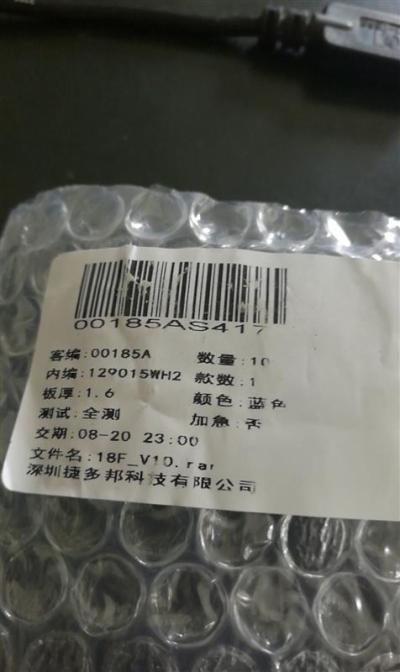 00185AS417
客编:00185A 数量:10
内编:129015WH2 款数:1
板厚:1.6 颜色:蓝色
测试:全测 加急:否
交期:08-20 23:00
文件名:18F_V10.rar
深圳捷多邦科技有限公司